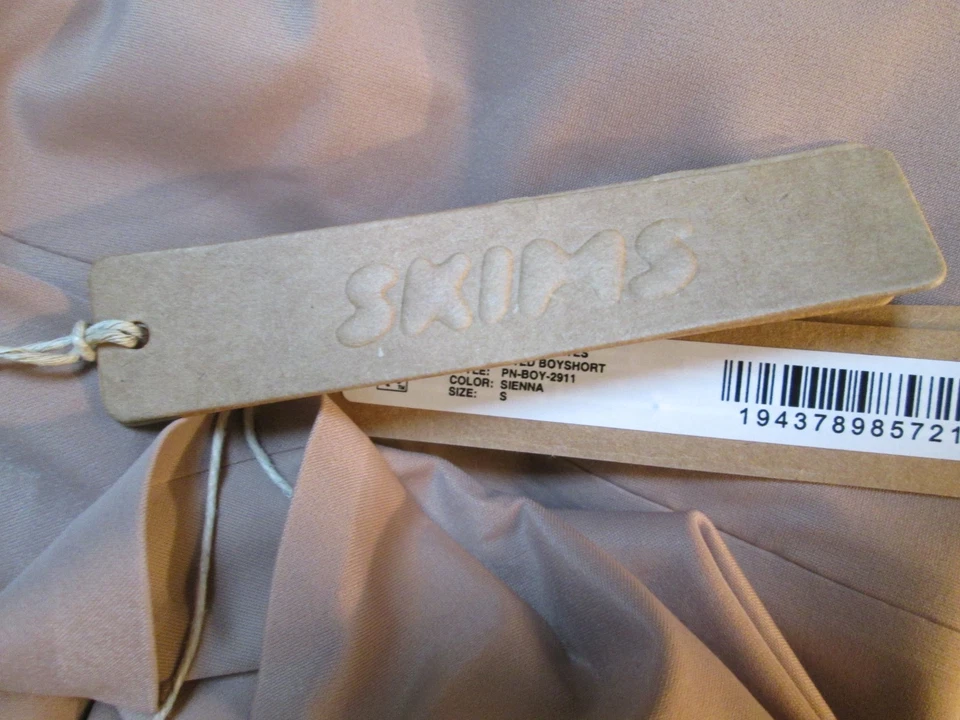 SKIMS
BOYSHORT
PN-BOY-2911
COLOR: SIENNA
SIZE: S
194378985721